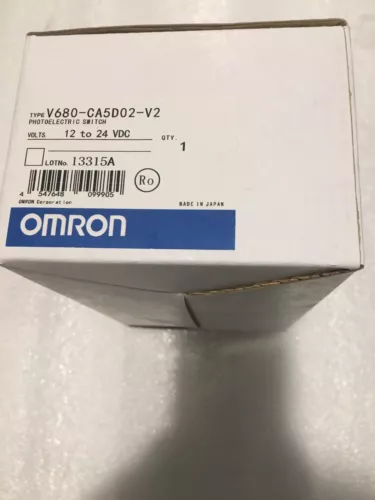 TYPE V680-CA5D02-V2
PHOTOELECTRIC SWITCH
VOLTS 12 to 24 VDC QTY. 1
LOTNo. 13315A
Ro
4 547648 099905
OMRON Corporation MADE IN JAPAN
OMRON